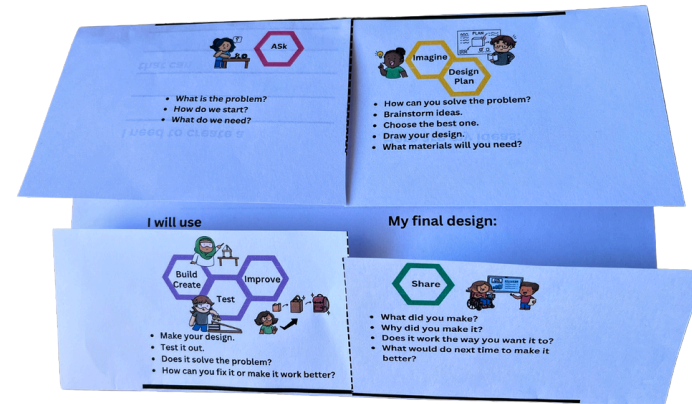 ASk
• What is the problem?
• How do we start?
• What do we need?
I need to create a
Imagine
Design
Plan
PLAN
• How can you solve the problem?
• Brainstorm ideas.
• Choose the best one.
• Draw your design.
• What materials will you need?
ideas:
I will use
My final design:
Build
Create
Test
Improve
• Make your design.
• Test it out.
• Does it solve the problem?
• How can you fix it or make it work better?
Share
• What did you make?
• Why did you make it?
• Does it work the way you want it to?
• What would do next time to make it
better?